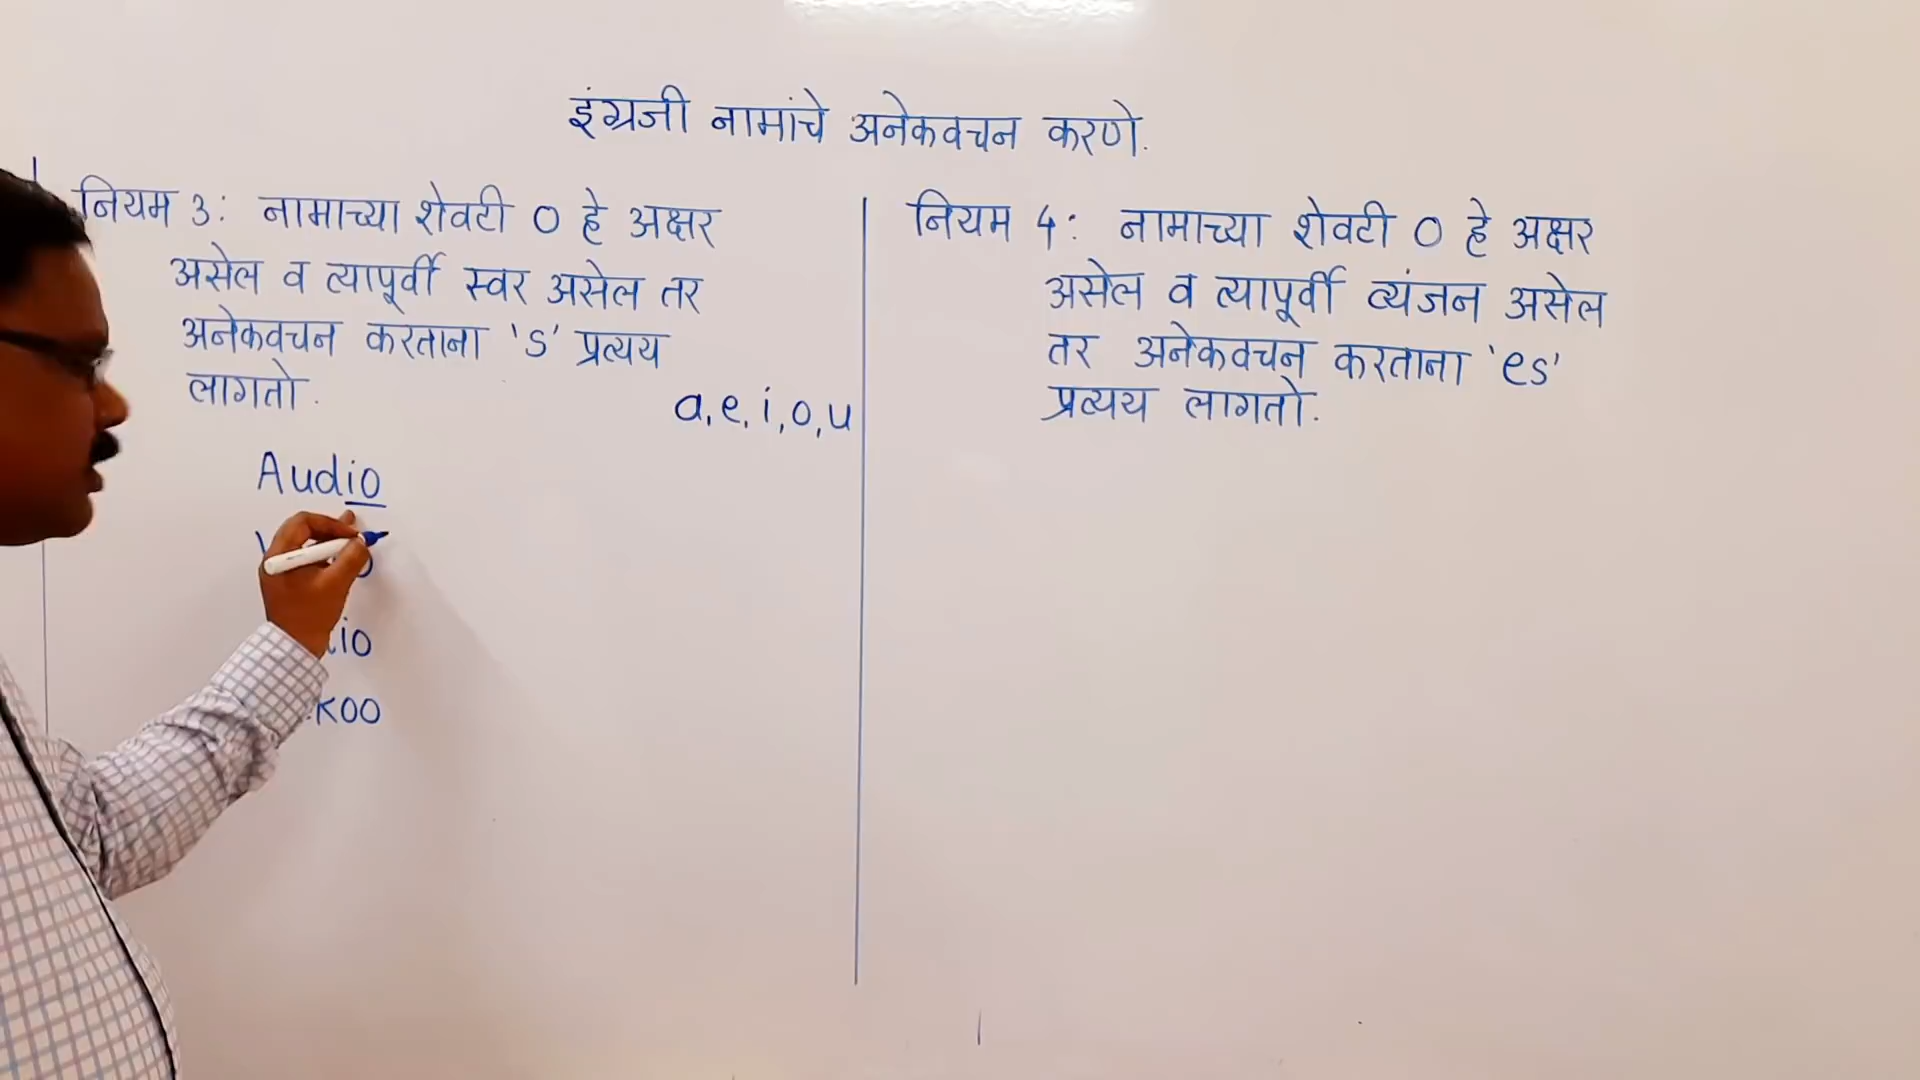 इंग्रजी नामांचे अनेकवचन करणे.
नियम 3: नामाच्या शेवटी o हे अक्षर
असेल व त्यापूर्वी स्वर असेल तर
अनेकवचन करताना 's' प्रत्यय
लागतो.
a, e, i, o, u
Audio
नियम 4: नामाच्या शेवटी o हे अक्षर
असेल व त्यापूर्वी व्यंजन असेल
तर अनेकवचन करताना 'es'
प्रत्यय लागतो.